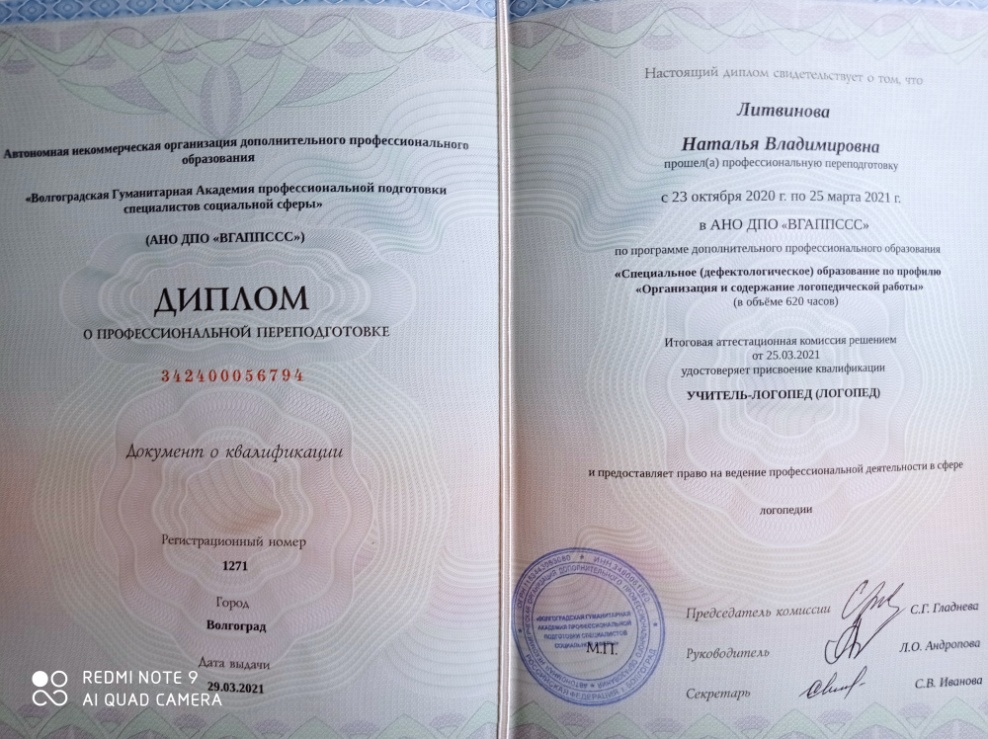 Автономная некоммерческая организация дополнительного профессионального
образования
«Волгоградская Гуманитарная Академия профессиональной подготовки
специалистов социальной сферы»
(АНО ДПО «ВГАППССС»)
ДИПЛОМ
О ПРОФЕССИОНАЛЬНОЙ ПЕРЕПОДГОТОВКЕ
342400056794
Документ о квалификации
Регистрационный номер
1271
Город
Волгоград
Дата выдачи
29.03.2021
REDMI NOTE 9
AI QUAD CAMERA
Настоящий диплом свидетельствует о том, что
Литвинова
Наталья Владимировна
прошел(а) профессиональную переподготовку
с 23 октября 2020 г. по 25 марта 2021 г.
в АНО ДПО «ВГАППССС»
по программе дополнительного профессионального образования
«Специальное (дефектологическое) образование по профилю
«Организация и содержание логопедической работы»
(в объёме 620 часов)
Итоговая аттестационная комиссия решением
от 25.03.2021
удостоверяет присвоение квалификации
УЧИТЕЛЬ-ЛОГОПЕД (ЛОГОПЕД)
и предоставляет право на ведение профессиональной деятельности в сфере
логопедии
«ВОЛГОГРАДСКАЯ ГУМАНИТАРНАЯ
АКАДЕМИЯ ПРОФЕССИОНАЛЬНОЙ
ПОДГОТОВКИ СПЕЦИАЛИСТОВ
СОЦИАЛЬНОЙ СФЕРЫ»
М.П.
Председатель комиссии С.Г. Гладнева
Руководитель Л.О. Андропова
Секретарь С.В. Иванова